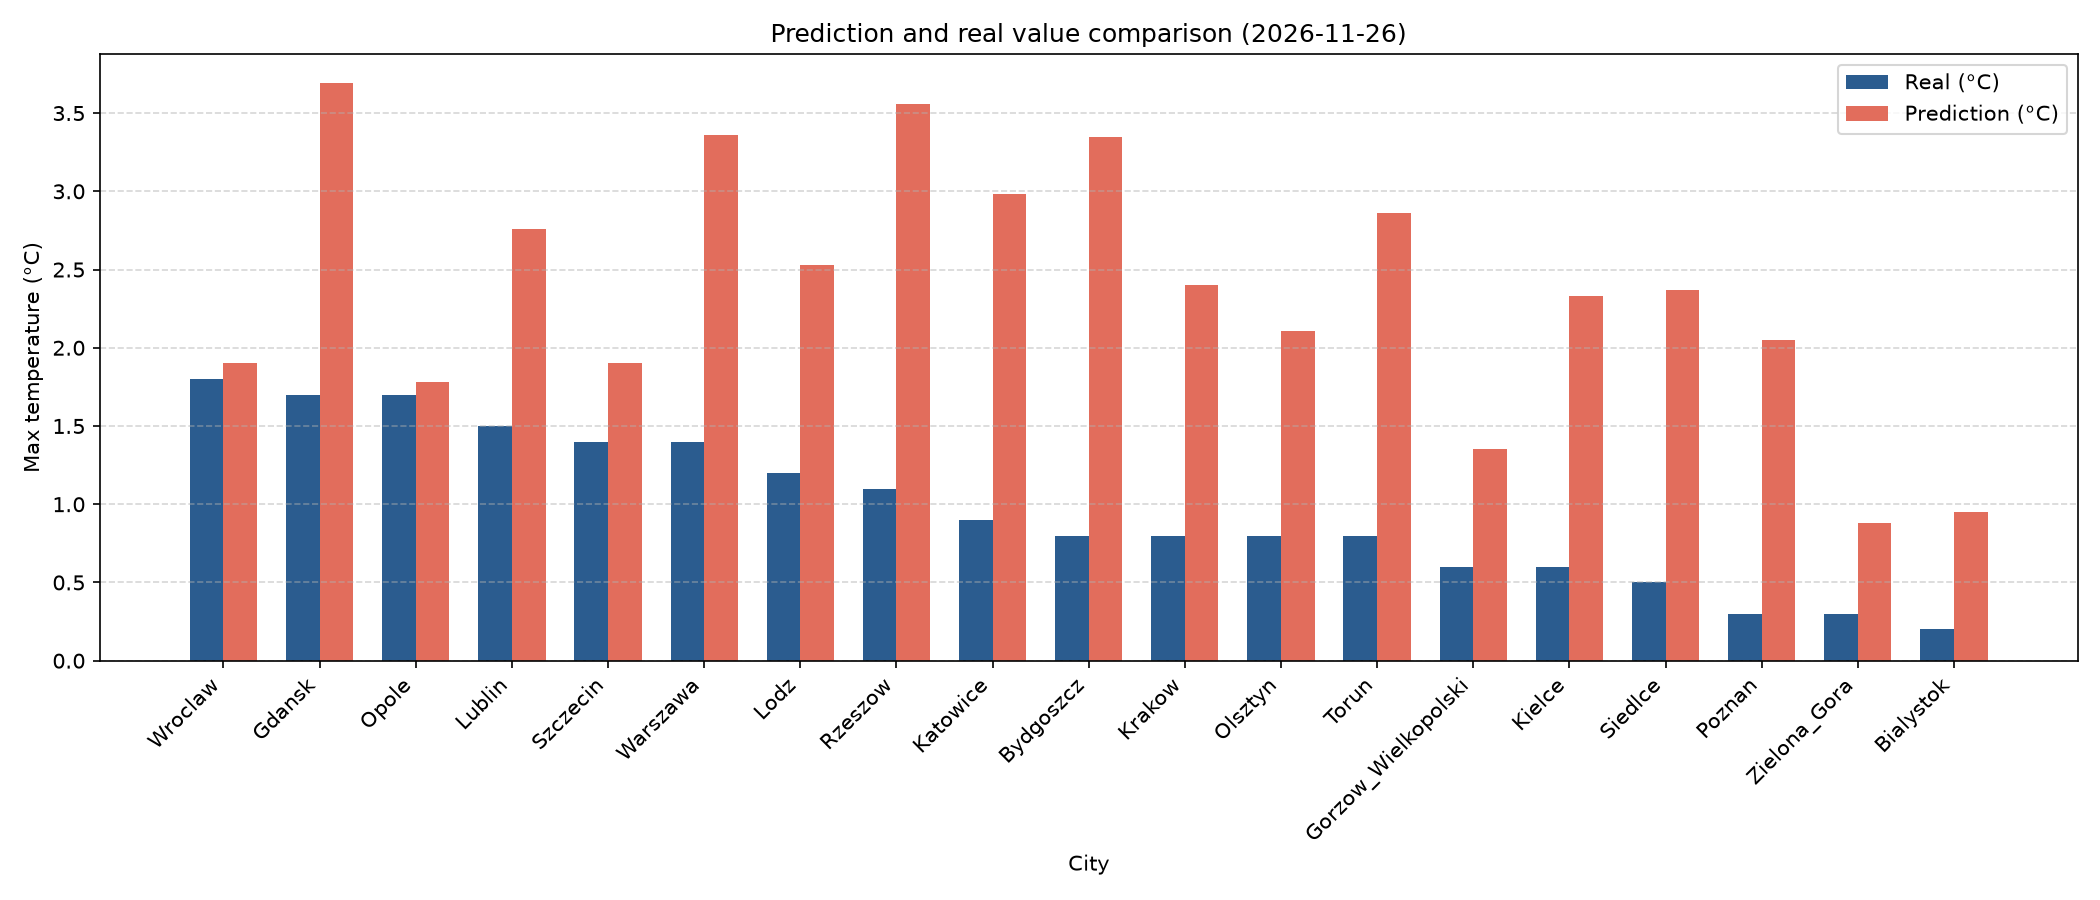 Prediction and real value comparison (2026-11-26)
Real (°C)
Prediction (°C)
Max temperature (°C)
3.5
3.0
2.5
2.0
1.5
1.0
0.5
0.0
Wroclaw
Gdansk
Opole
Lublin
Szczecin
Warszawa
Lodz
Rzeszow
Katowice
Bydgoszcz
Krakow
Olsztyn
Torun
Gorzow_Wielkopolski
Kielce
Siedlce
Poznan
Zielona_Gora
Bialystok
City